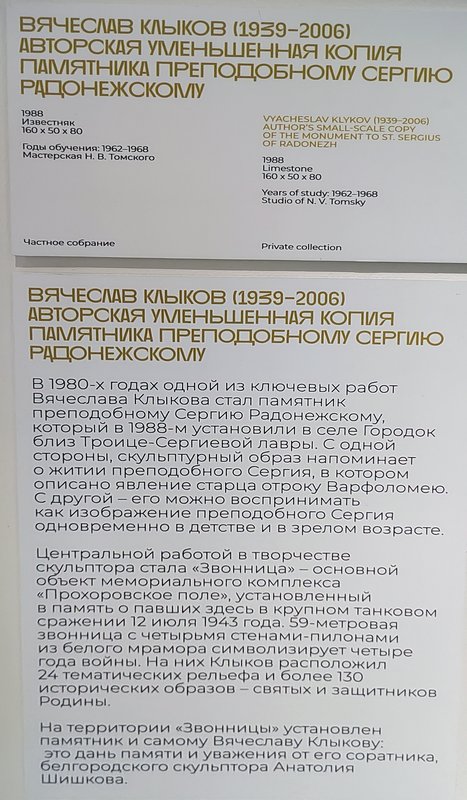 ВЯЧЕСЛАВ КЛЫКОВ (1939–2006)
АВТОРСКАЯ УМЕНЬШЕННАЯ КОПИЯ
ПАМЯТНИКА ПРЕПОДОБНОМУ СЕРГИЮ
РАДОНЕЖСКОМУ
1988
Известняк
160 x 50 x 80
Годы обучения: 1962–1968
Мастерская Н. В. Томского
Частное собрание
VYACHESLAV KLYKOV (1939–2006)
AUTHOR'S SMALL-SCALE COPY
OF THE MONUMENT TO ST. SERGIUS
OF RADONEZH
1988
Limestone
160 x 50 x 80
Years of study: 1962–1968
Studio of N. V. Tomsky
Private collection
ВЯЧЕСЛАВ КЛЫКОВ (1939–2006)
АВТОРСКАЯ УМЕНЬШЕННАЯ КОПИЯ
ПАМЯТНИКА ПРЕПОДОБНОМУ СЕРГИЮ
РАДОНЕЖСКОМУ
В 1980-х годах одной из ключевых работ
Вячеслава Клыкова стал памятник
преподобному Сергию Радонежскому,
который в 1988-м установили в селе Городок
близ Троице-Сергиевой лавры. С одной
стороны, скульптурный образ напоминает
о житии преподобного Сергия, в котором
описано явление старца отроку Варфоломею.
С другой – его можно воспринимать
как изображение преподобного Сергия
одновременно в детстве и в зрелом возрасте.
Центральной работой в творчестве
скульптора стала «Звонница» – основной
объект мемориального комплекса
«Прохоровское поле», установленный
в память о павших здесь в крупном танковом
сражении 12 июля 1943 года. 59-метровая
звонница с четырьмя стенами-пилонами
из белого мрамора символизирует четыре
года войны. На них Клыков расположил
24 тематических рельефа и более 130
исторических образов – святых и защитников
Родины.
На территории «Звонницы» установлен
памятник и самому Вячеславу Клыкову:
это дань памяти и уважения от его соратника,
белгородского скульптора Анатолия
Шишкова.